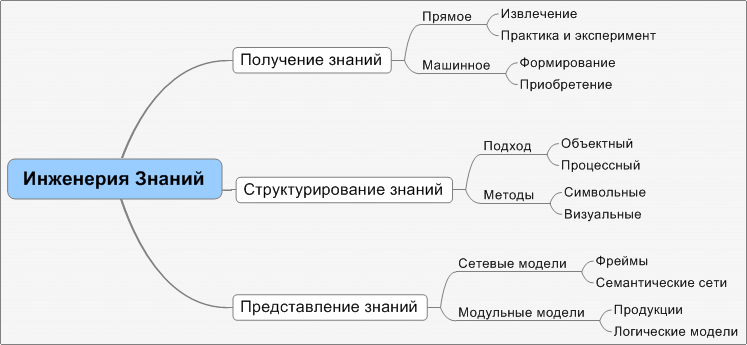 Инженерия Знаний
Получение знаний
Прямое
Извлечение
Практика и эксперимент
Машинное
Формирование
Приобретение
Структурирование знаний
Подход
Объектный
Процессный
Методы
Символьные
Визуальные
Представление знаний
Сетевые модели
Фреймы
Семантические сети
Модульные модели
Продукции
Логические модели